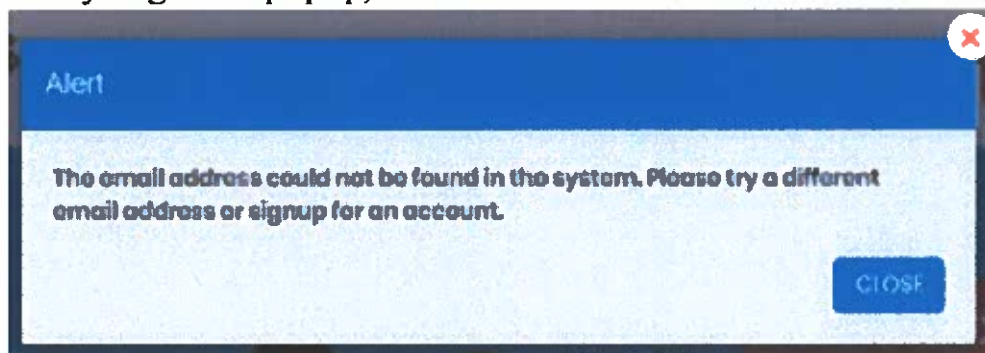 Alert
The email address could not be found in the system. Please try a different
email address or signup for an account.
CLOSE